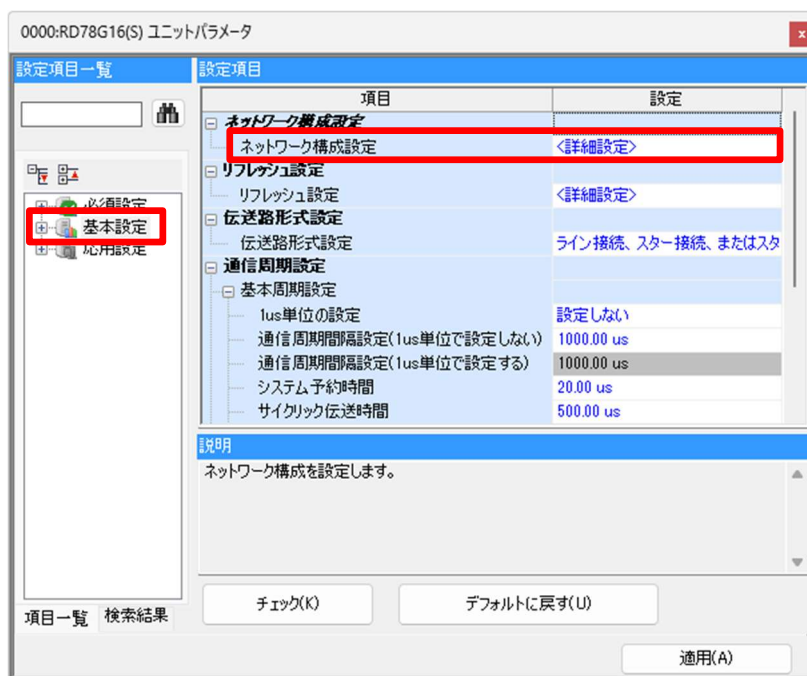 0000:RD78G16(S) ユニットパラメータ
設定項目一覧
設定項目
項目 設定
ネットワーク構成設定
ネットワーク構成設定 <詳細設定>
リフレッシュ設定
リフレッシュ設定 <詳細設定>
伝送路形式設定
伝送路形式設定 ライン接続、スター接続、またはスタ
通信周期設定
基本周期設定
1us単位の設定 設定しない
通信周期間隔設定(1us単位で設定しない) 1000.00 us
通信周期間隔設定(1us単位で設定する) 1000.00 us
システム予約時間 20.00 us
サイクリック伝送時間 500.00 us
必須設定
基本設定
応用設定
説明
ネットワーク構成を設定します。
項目一覧 検索結果
チェック(K) デフォルトに戻す(U)
適用(A)